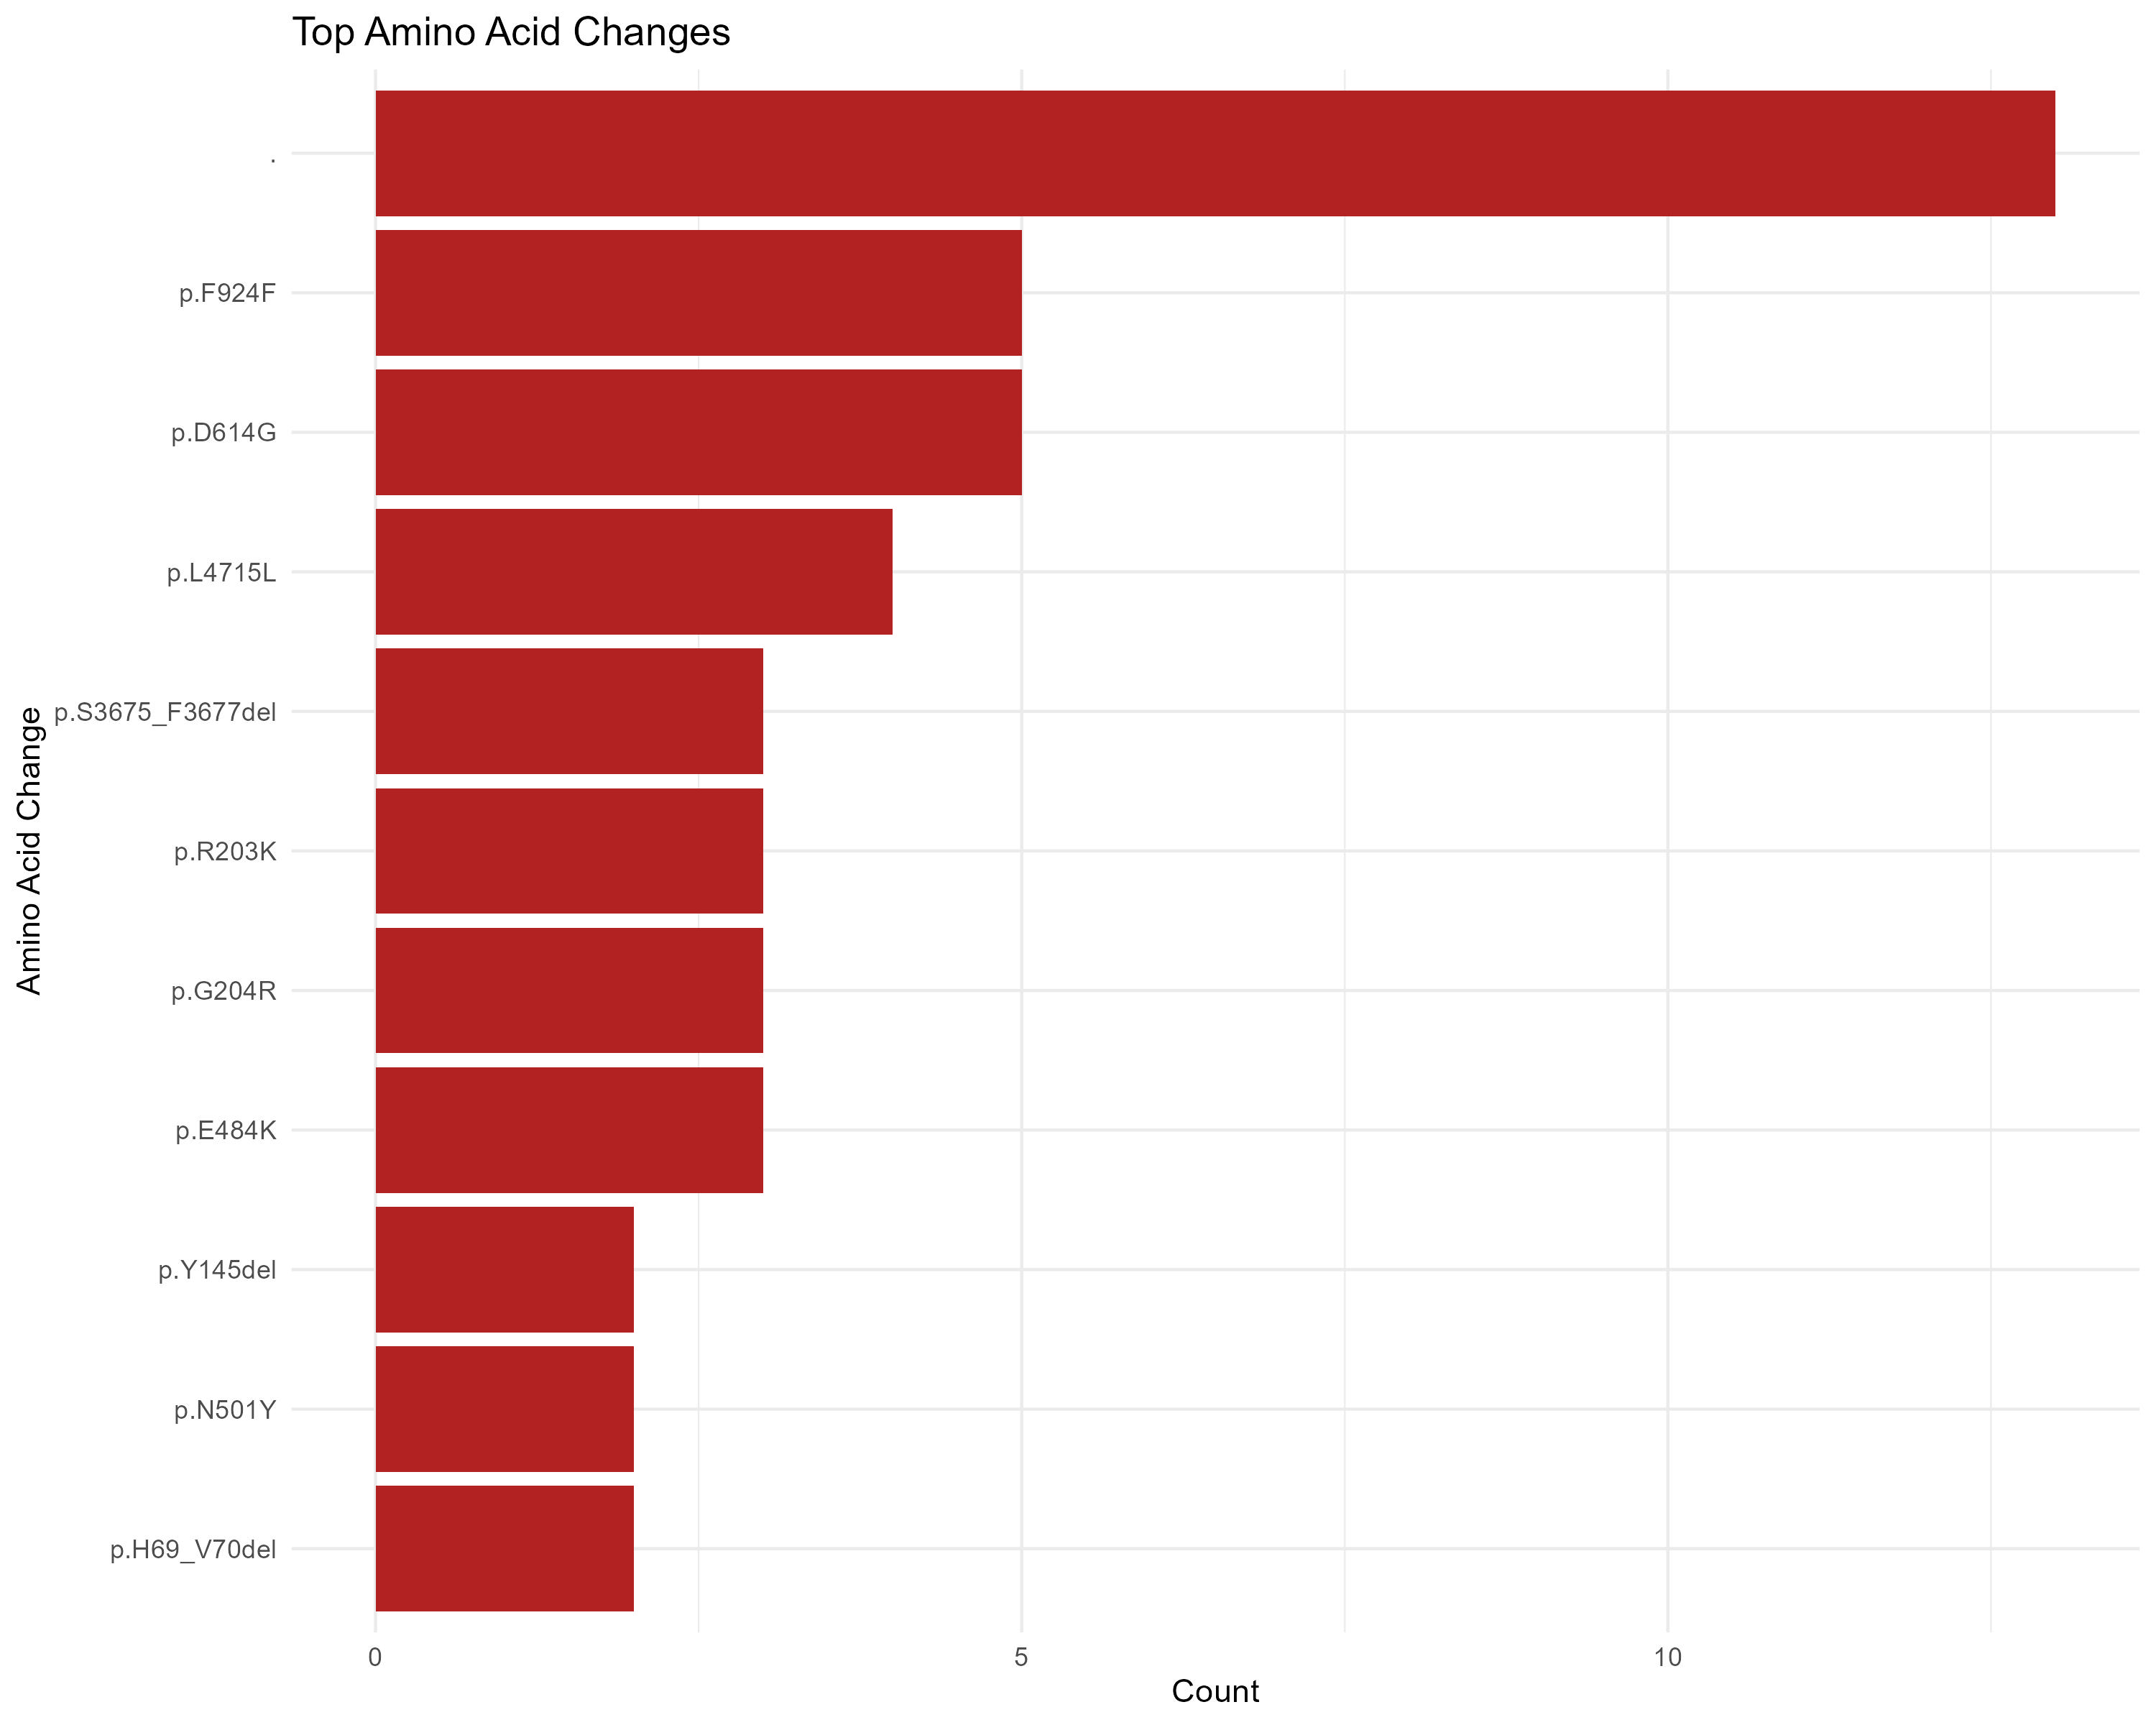 Top Amino Acid Changes
.
p.F924F
p.D614G
p.L4715L
p.S3675_F3677del
p.R203K
p.G204R
p.E484K
p.Y145del
p.N501Y
p.H69_V70del
Amino Acid Change
0 5 10
Count